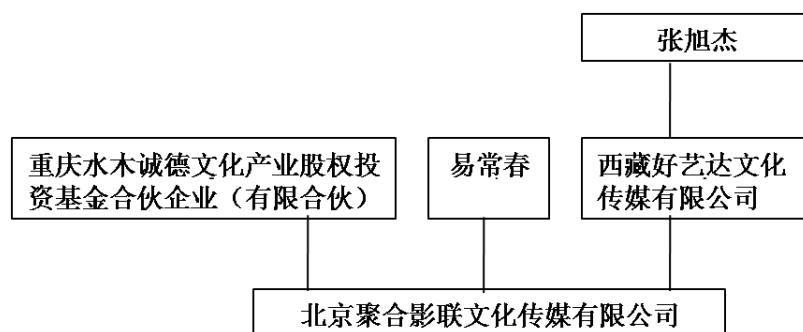 张旭杰
重庆水木诚德文化产业股权投
资基金合伙企业（有限合伙）
易常春
西藏好艺达文化
传媒有限公司
北京聚合影联文化传媒有限公司